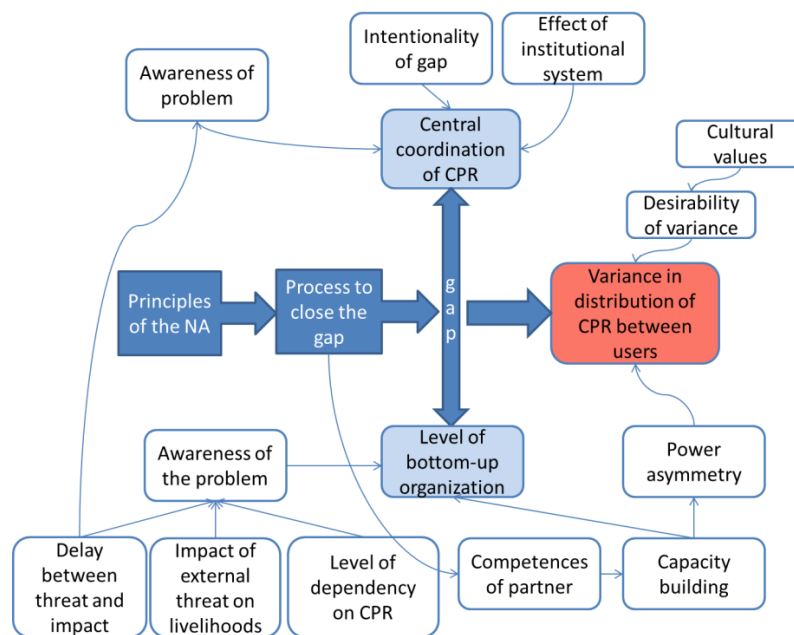 Intentionality
of gap
Effect of
institutional
system
Awareness of
problem
Central
coordination
of CPR
Cultural
values
Desirability
of variance
Principles
of the NA
Process to
close the
gap
gap
Variance in
distribution of
CPR between
users
Awareness of
the problem
Level of
bottom-up
organization
Power
asymmetry
Delay
between
threat and
impact
Impact of
external
threat on
livelihoods
Level of
dependency
on CPR
Competences
of partner
Capacity
building